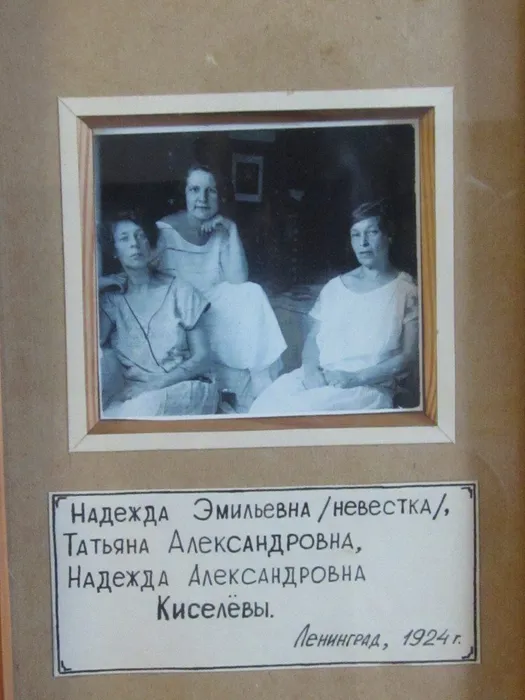 Надежда Эмильевна /невестка/,
Татьяна Александровна,
Надежда Александровна
Киселёвы.
Ленинград, 1924 г.